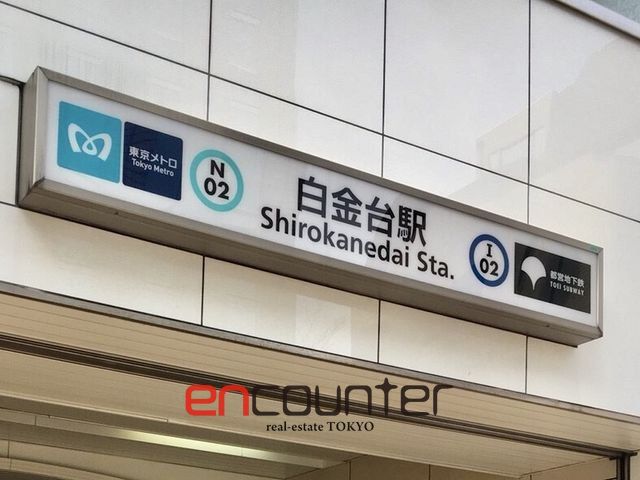 東京メトロ
Tokyo Metro
N
02
白金台駅
Shirokanedai Sta.
I
02
都営地下鉄
TOEI SUBWAY
encounter
real-estate TOKYO